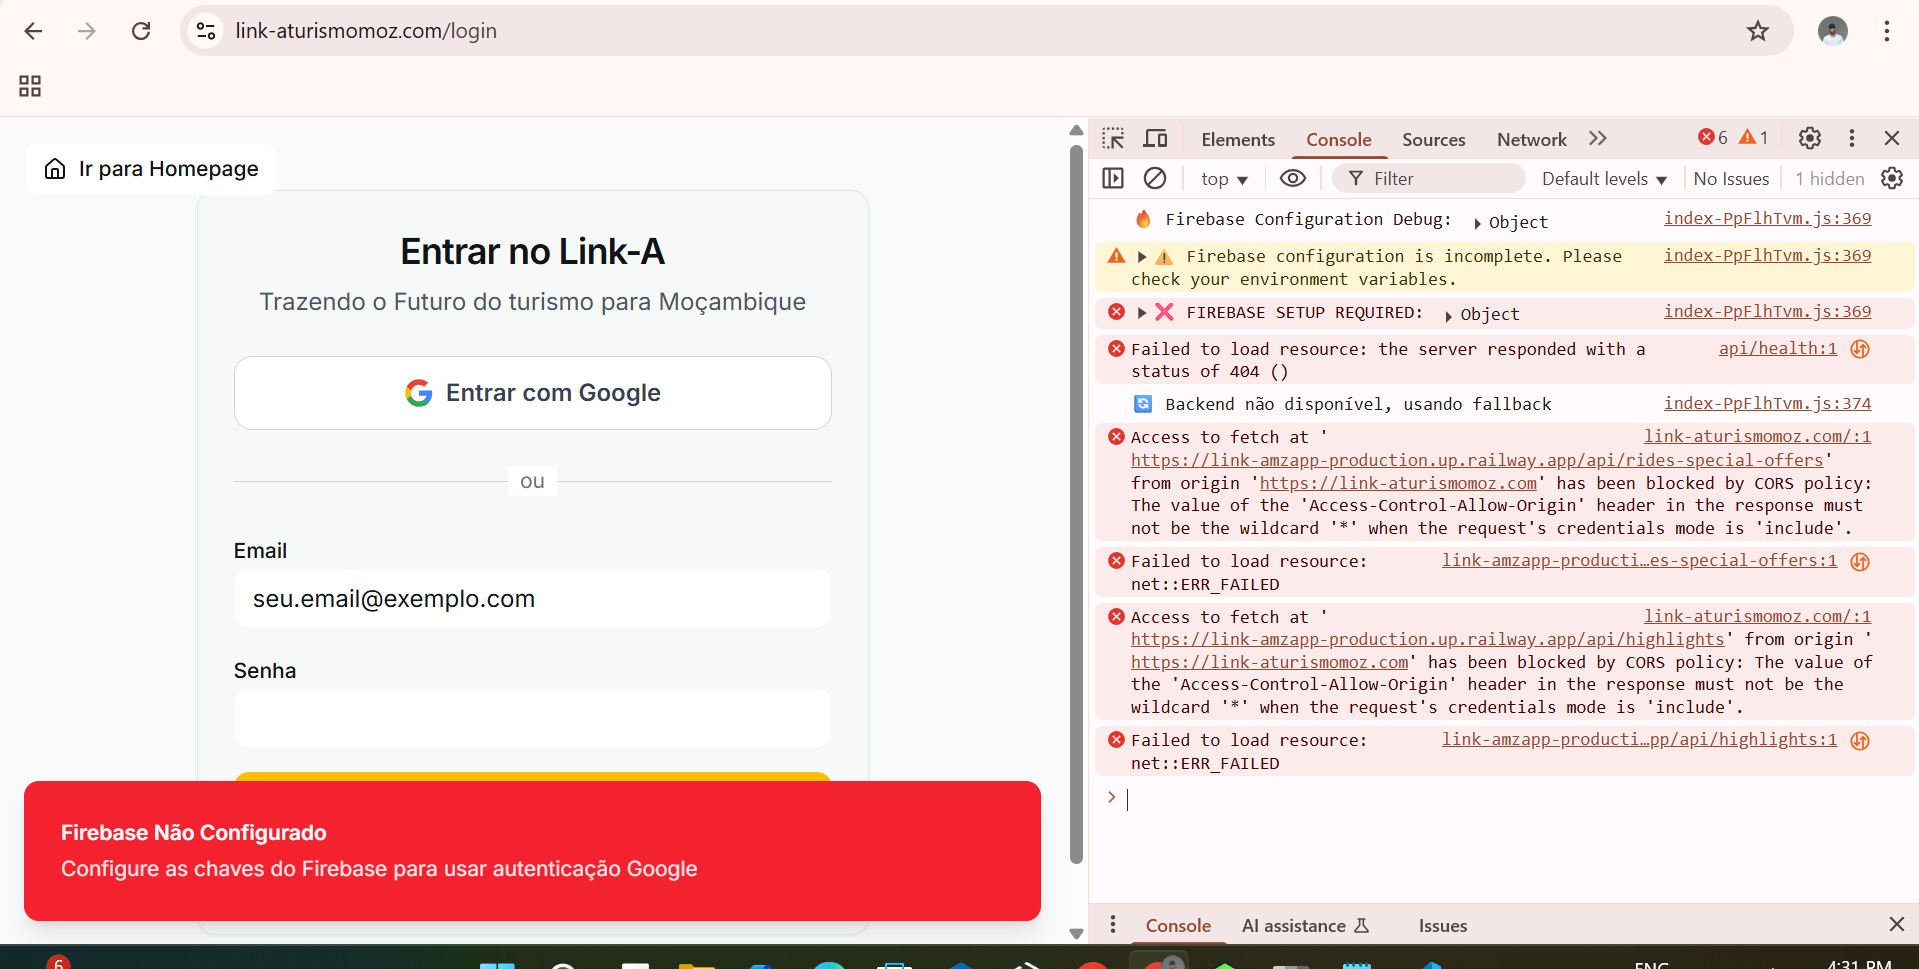 link-aturismomoz.com/login
Ir para Homepage
Entrar no Link-A
Trazendo o Futuro do turismo para Moçambique
Entrar com Google
ou
Email
seu.email@exemplo.com
Senha
Firebase Não Configurado
Configure as chaves do Firebase para usar autenticação Google
Elements Console Sources Network 6 1
top Filter Default levels No Issues 1 hidden
🔥 Firebase Configuration Debug: Object index-PpFlhTvm.js:369
⚠️ Firebase configuration is incomplete. Please index-PpFlhTvm.js:369
check your environment variables.
❌ FIREBASE SETUP REQUIRED: Object index-PpFlhTvm.js:369
Failed to load resource: the server responded with a api/health:1
status of 404 ()
🔄 Backend não disponível, usando fallback index-PpFlhTvm.js:374
Access to fetch at ' link-aturismomoz.com/:1
https://link-amzapp-production.up.railway.app/api/rides-special-offers'
from origin 'https://link-aturismomoz.com' has been blocked by CORS policy:
The value of the 'Access-Control-Allow-Origin' header in the response must
not be the wildcard '*' when the request's credentials mode is 'include'.
Failed to load resource: link-amzapp-producti…es-special-offers:1
net::ERR_FAILED
Access to fetch at ' link-aturismomoz.com/:1
https://link-amzapp-production.up.railway.app/api/highlights' from origin '
https://link-aturismomoz.com' has been blocked by CORS policy: The value of
the 'Access-Control-Allow-Origin' header in the response must not be the
wildcard '*' when the request's credentials mode is 'include'.
Failed to load resource: link-amzapp-producti…pp/api/highlights:1
net::ERR_FAILED
Console AI assistance Issues
6 ENG 4:31 PM